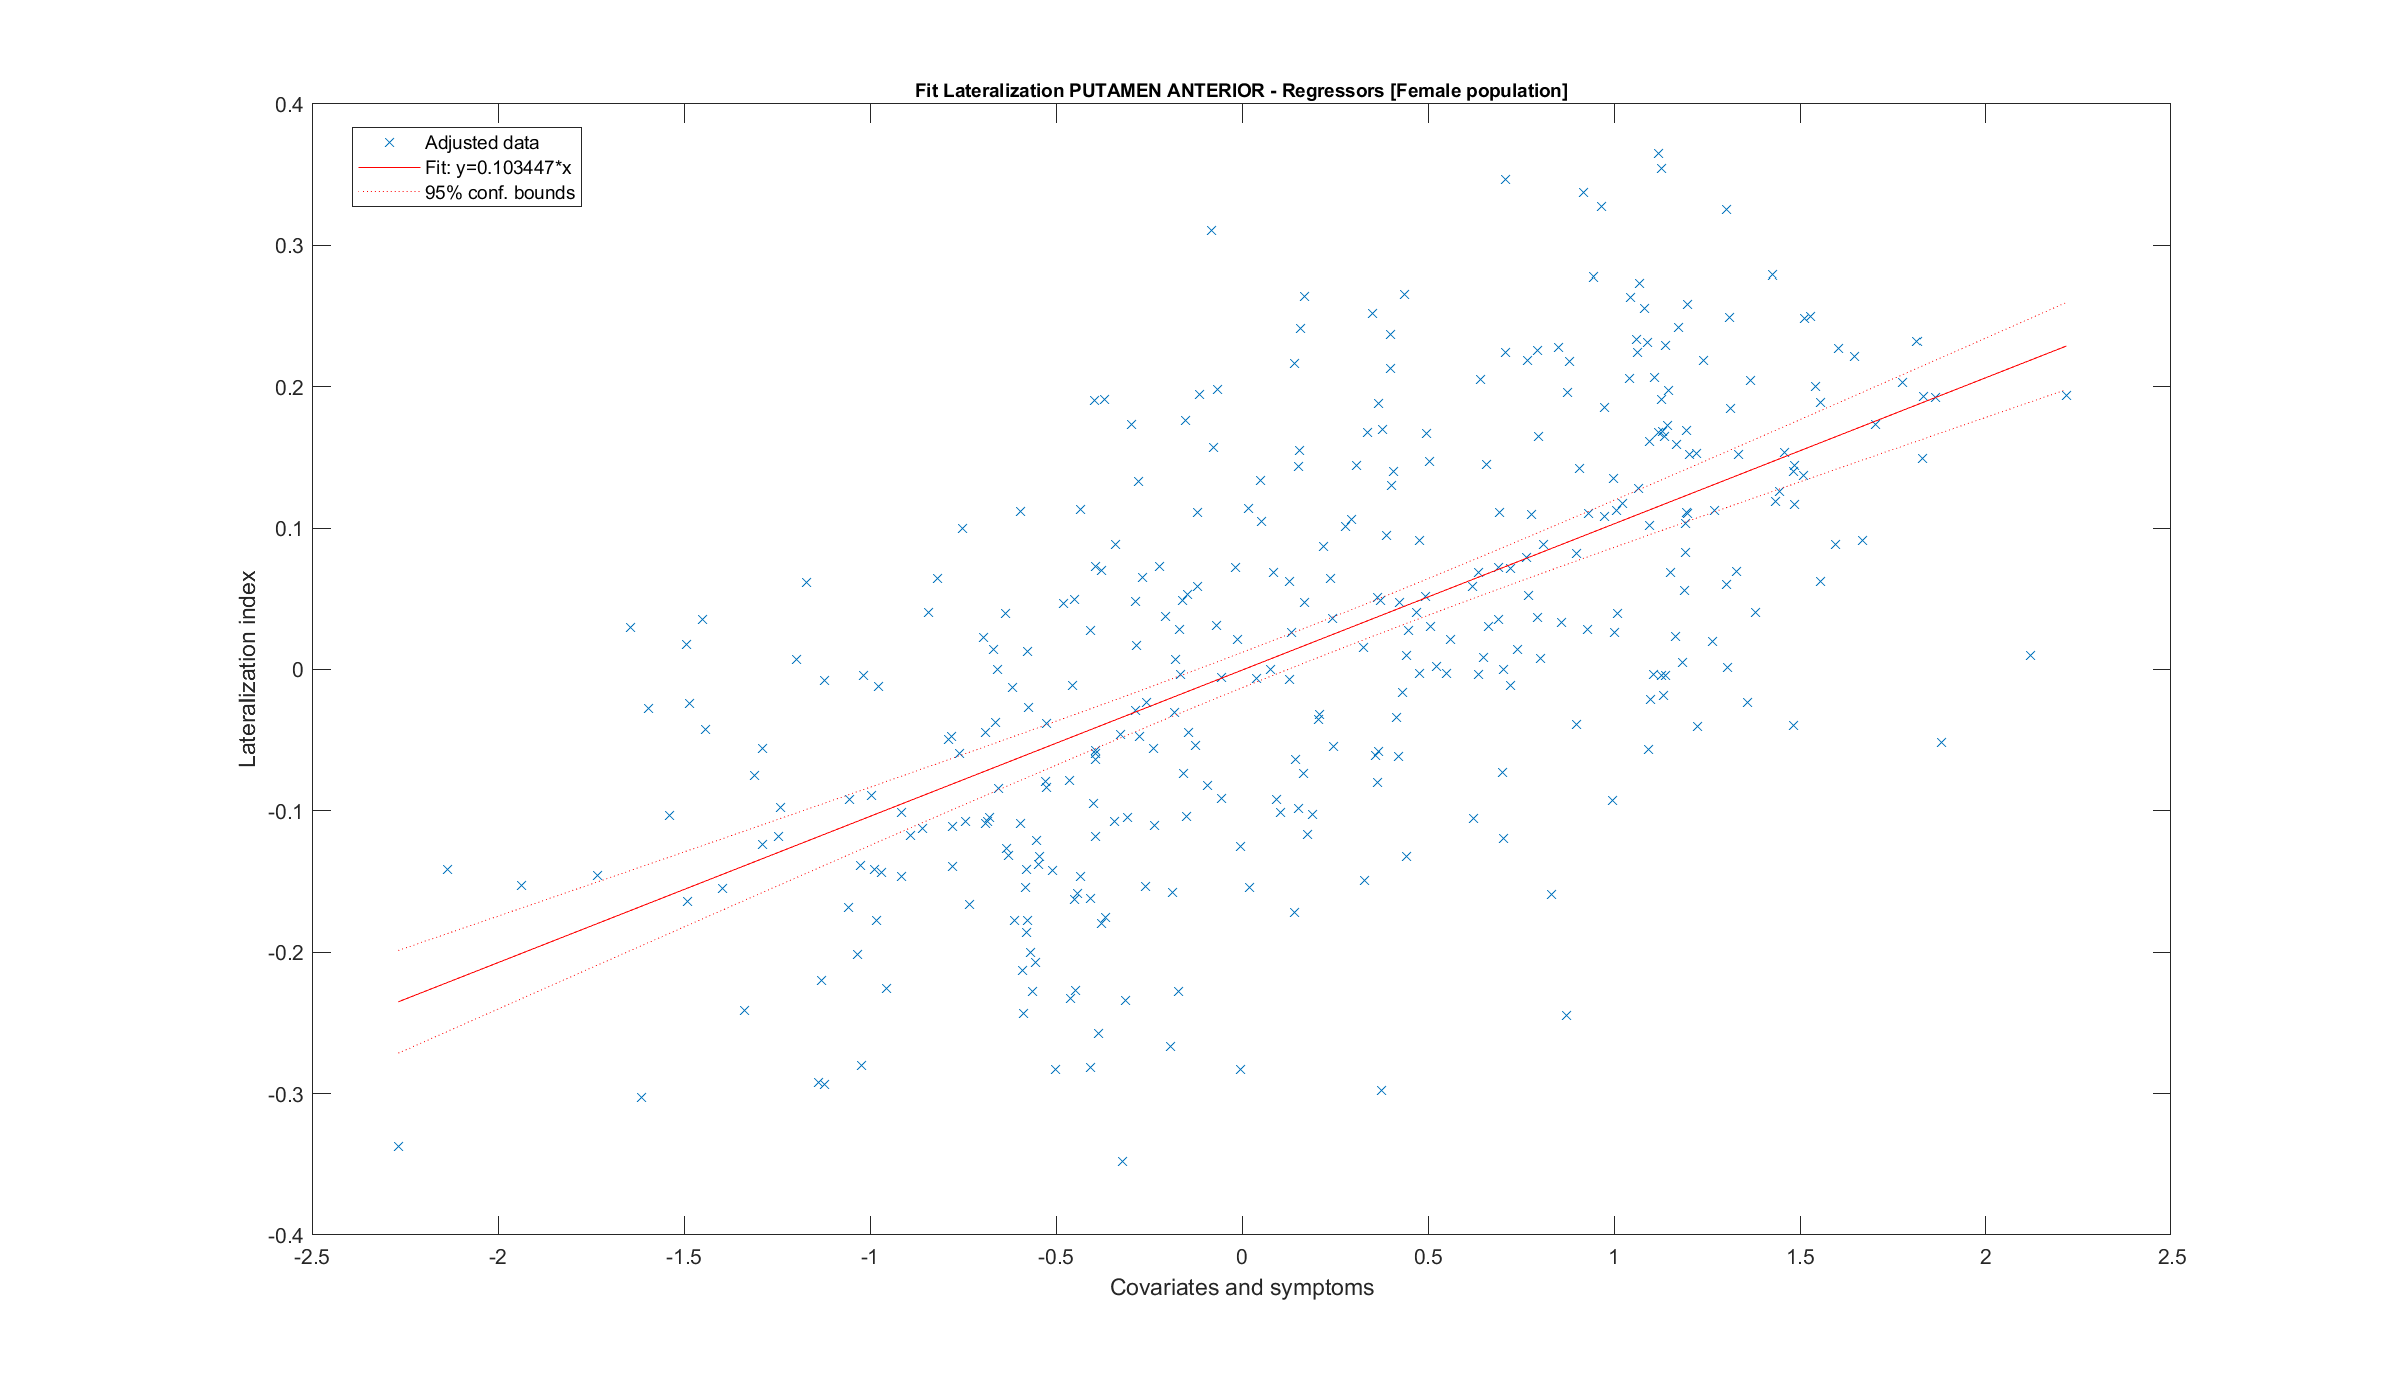 Fit Lateralization PUTAMEN ANTERIOR - Regressors [Female population]
Adjusted data
Fit: y=0.103447*x
95% conf. bounds
0.4
0.3
0.2
0.1
0
-0.1
-0.2
-0.3
-0.4
Lateralization index
-2.5 -2 -1.5 -1 -0.5 0 0.5 1 1.5 2 2.5
Covariates and symptoms